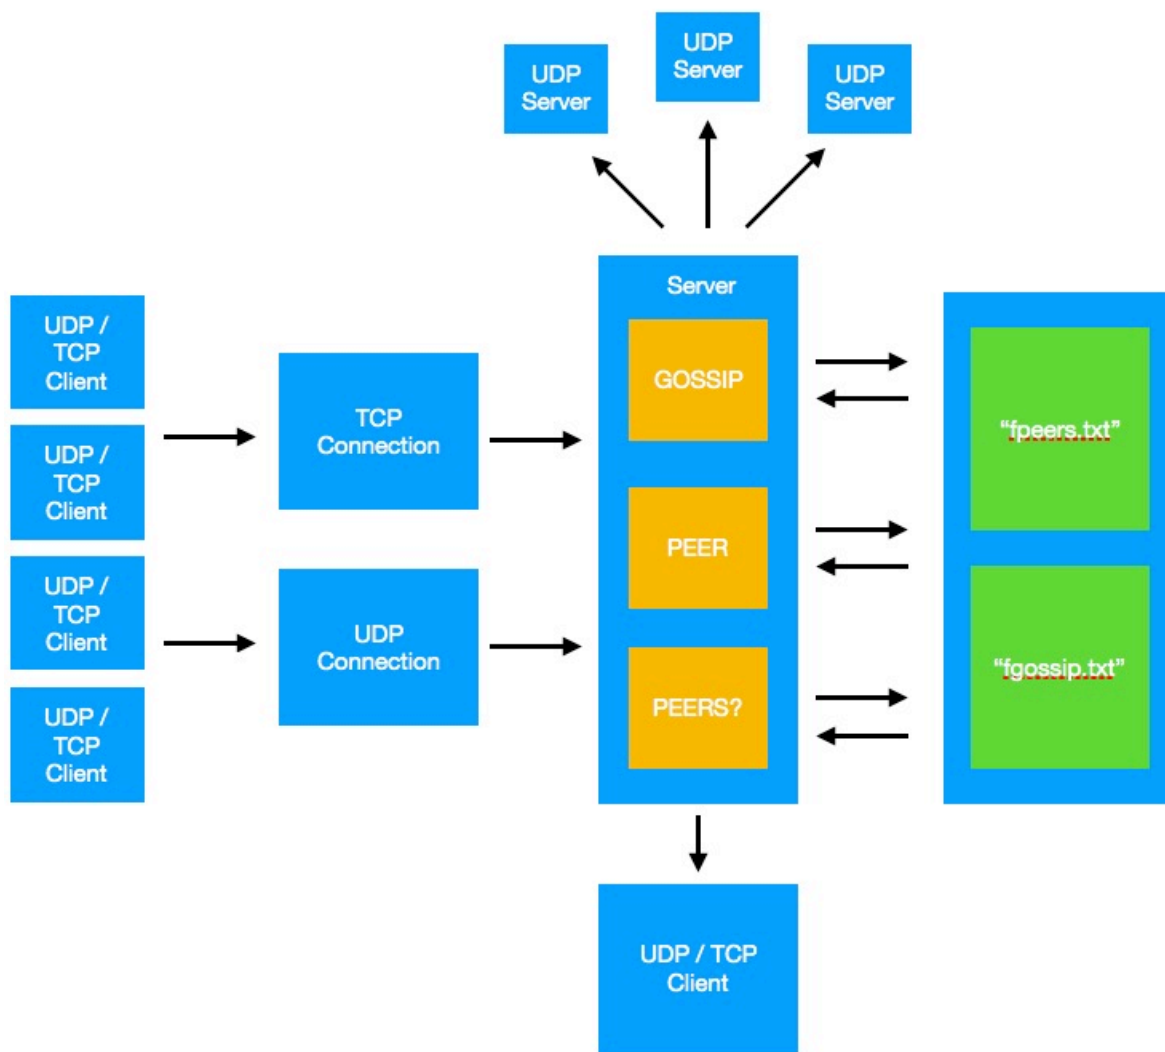 UDP
Server
UDP
Server
UDP
Server
UDP /
TCP
Client
UDP /
TCP
Client
UDP /
TCP
Client
UDP /
TCP
Client
TCP
Connection
UDP
Connection
Server
GOSSIP
PEER
PEERS?
“fpeers.txt”
“fgossip.txt”
UDP / TCP
Client